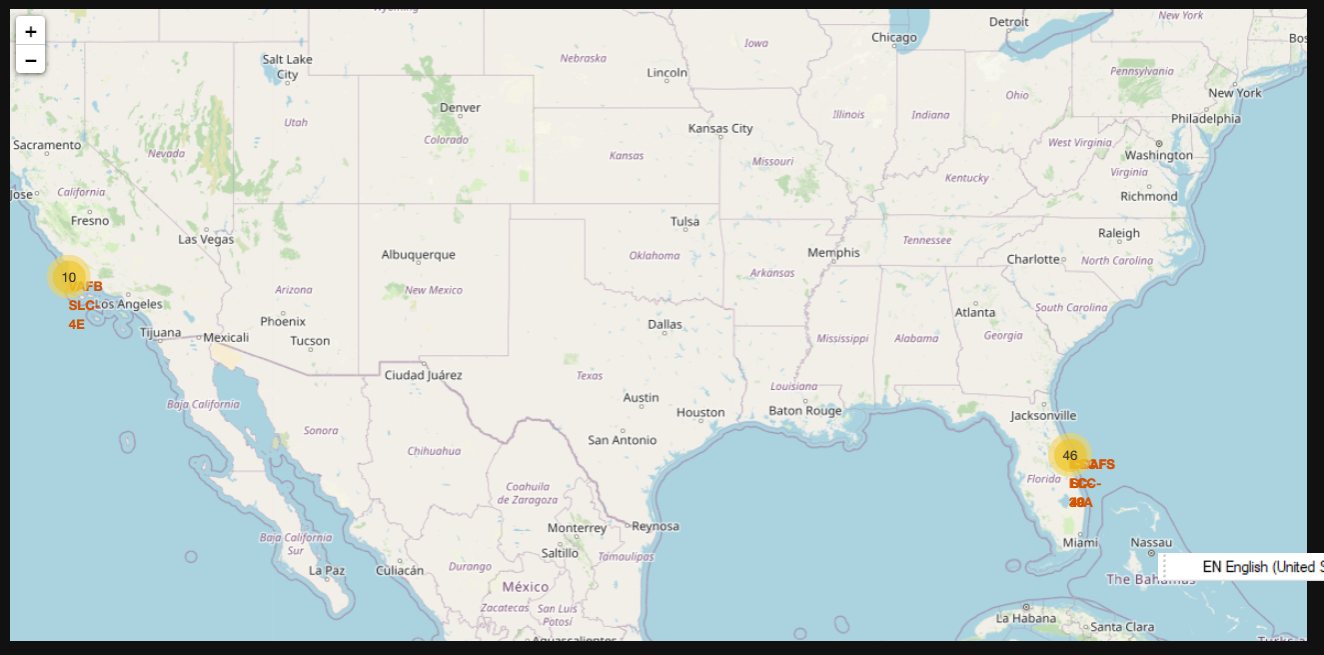 +
−
Wyoming
Detroit
New York
Chicago
Iowa
Bos
Salt Lake
City
Nebraska
Lincoln
Pennsylvania
New York
Ohio
Denver
Utah
Colorado
Illinois
Indiana
Philadelphia
Kansas City
Sacramento
Nevada
Kansas
Missouri
West Virginia
Washington
Virginia
Jose
California
Kentucky
Richmond
Fresno
Tulsa
Las Vegas
Raleigh
Albuquerque
Oklahoma
Memphis
Tennessee
Charlotte
North Carolina
10
Arkansas
VAFB
SLC-
4E
Los Angeles
Arizona
New Mexico
South Carolina
Atlanta
Phoenix
Dallas
Tijuana
Mexicali
Tucson
Mississippi
Alabama
Georgia
Ciudad Juárez
Texas
Louisiana
Baja California
Austin
Houston
Baton Rouge
Jacksonville
Sonora
San Antonio
Chihuahua
46
Florida
Coahuila
de Zaragoza
Monterrey
Reynosa
Baja California
Sur
Saltillo
Tamaulipas
Miami
Nassau
La Paz
Culiacán
Durango
EN English (United S
México
The Bahamas
Zacatecas
San Luis
Potosí
La Habana
Santa Clara
Aguascalientes